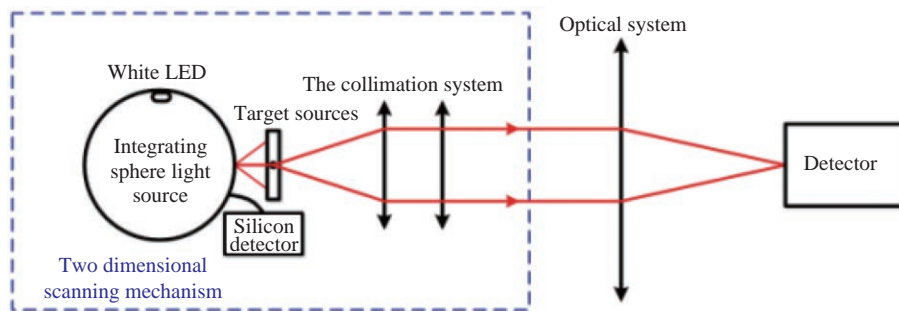 Optical system
White LED
The collimation system
Target sources
Integrating
sphere light
source
Detector
Silicon
detector
Two dimensional
scanning mechanism